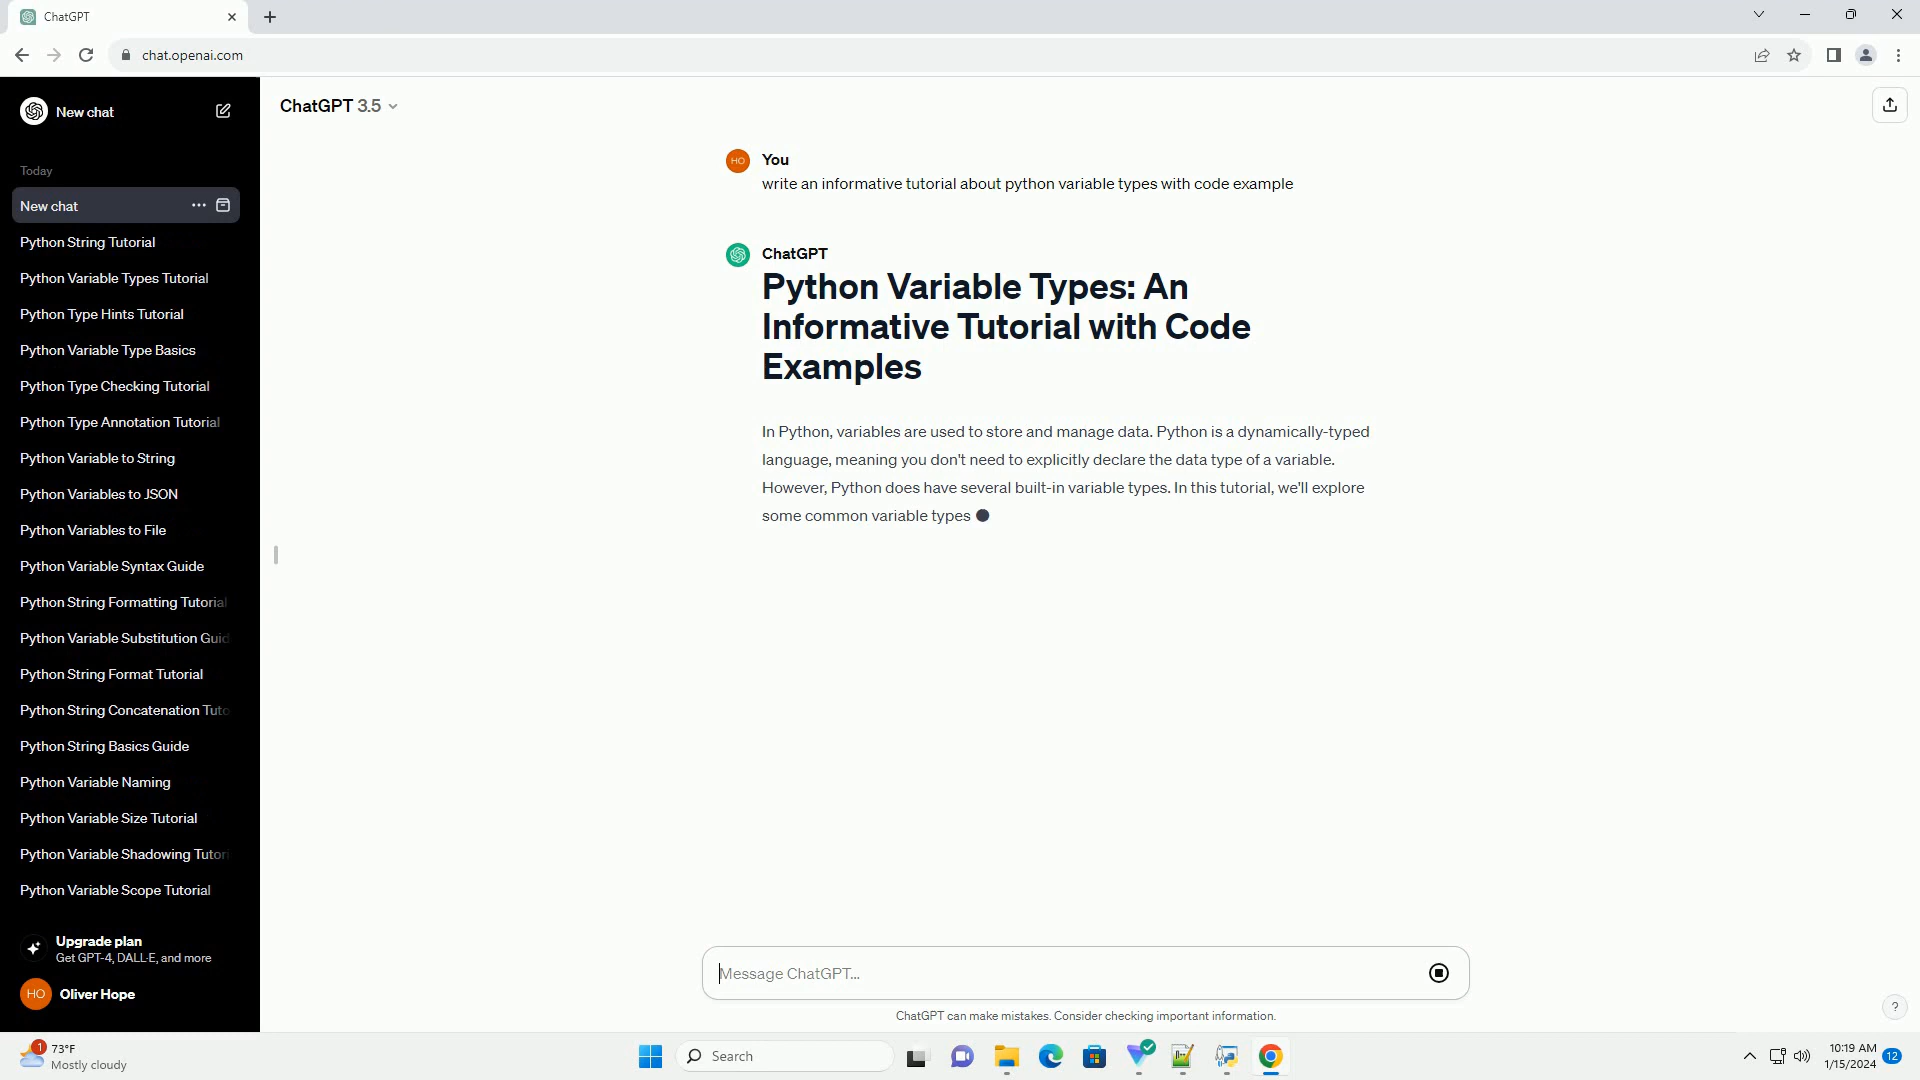 ChatGPT
chat.openai.com
New chat
Today
New chat
Python String Tutorial
Python Variable Types Tutorial
Python Type Hints Tutorial
Python Variable Type Basics
Python Type Checking Tutorial
Python Type Annotation Tutorial
Python Variable to String
Python Variables to JSON
Python Variables to File
Python Variable Syntax Guide
Python String Formatting Tutorial
Python Variable Substitution Guid
Python String Format Tutorial
Python String Concatenation Tuto
Python String Basics Guide
Python Variable Naming
Python Variable Size Tutorial
Python Variable Shadowing Tutori
Python Variable Scope Tutorial
Upgrade plan
Get GPT-4, DALL·E, and more
HO Oliver Hope
ChatGPT 3.5
HO You
write an informative tutorial about python variable types with code example
ChatGPT
Python Variable Types: An
Informative Tutorial with Code
Examples
In Python, variables are used to store and manage data. Python is a dynamically-typed
language, meaning you don't need to explicitly declare the data type of a variable.
However, Python does have several built-in variable types. In this tutorial, we'll explore
some common variable types
Message ChatGPT...
ChatGPT can make mistakes. Consider checking important information.
?
1
73°F
Mostly cloudy
Search
10:19 AM
1/15/2024
12